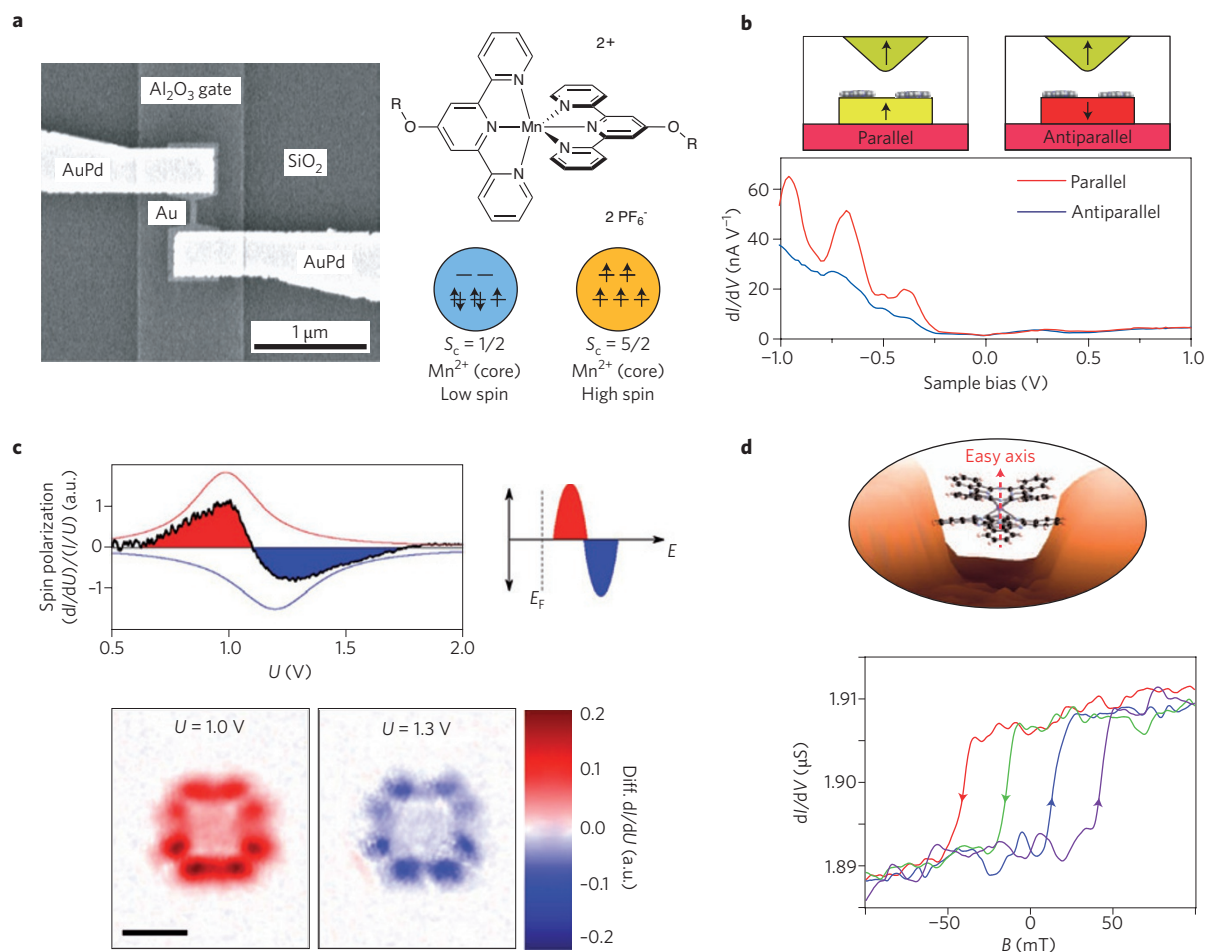 a
Al₂O₃ gate
AuPd
SiO₂
Au
AuPd
1 µm
2+
R
O
N
N
N
Mn
N
N
N
O
R
2 PF₆⁻
S_c = 1/2
Mn²⁺ (core)
Low spin
S_c = 5/2
Mn²⁺ (core)
High spin
b
Parallel
Antiparallel
Parallel
Antiparallel
60
40
20
0
dI/dV (nA V⁻¹)
−1.0
−0.5
0.0
0.5
1.0
Sample bias (V)
c
Spin polarization
(dI/dU)/(I/U) (a.u.)
1
0
−1
0.5
1.0
1.5
2.0
U (V)
E_F
E
U = 1.0 V
U = 1.3 V
0.2
0.1
0.0
−0.1
−0.2
Diff. dI/dU (a.u.)
d
Easy axis
1.91
1.90
1.89
dI/dV (µS)
−50
0
50
B (mT)